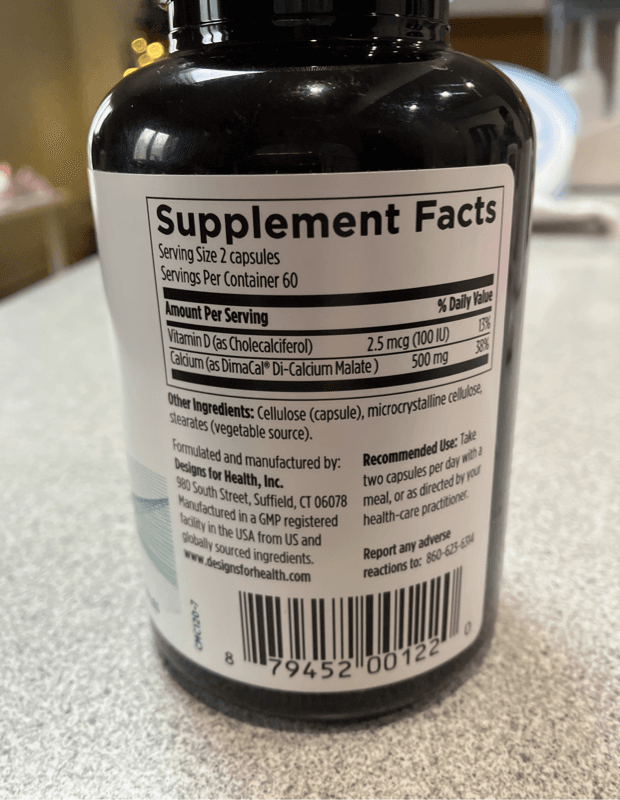 Supplement Facts
Serving Size 2 capsules
Servings Per Container 60
Amount Per Serving % Daily Value
Vitamin D (as Cholecalciferol) 2.5 mcg (100 IU) 13%
Calcium (as DimaCal® Di-Calcium Malate ) 500 mg 38%
Other Ingredients: Cellulose (capsule), microcrystalline cellulose,
stearates (vegetable source).
Formulated and manufactured by:
Designs for Health, Inc.
980 South Street, Suffield, CT 06078
Manufactured in a GMP registered
facility in the USA from US and
globally sourced ingredients.
www.designsforhealth.com
Recommended Use: Take
two capsules per day with a
meal, or as directed by your
health-care practitioner.
Report any adverse
reactions to: 860-623-6314
CMC120-7
8 79452 00122 0